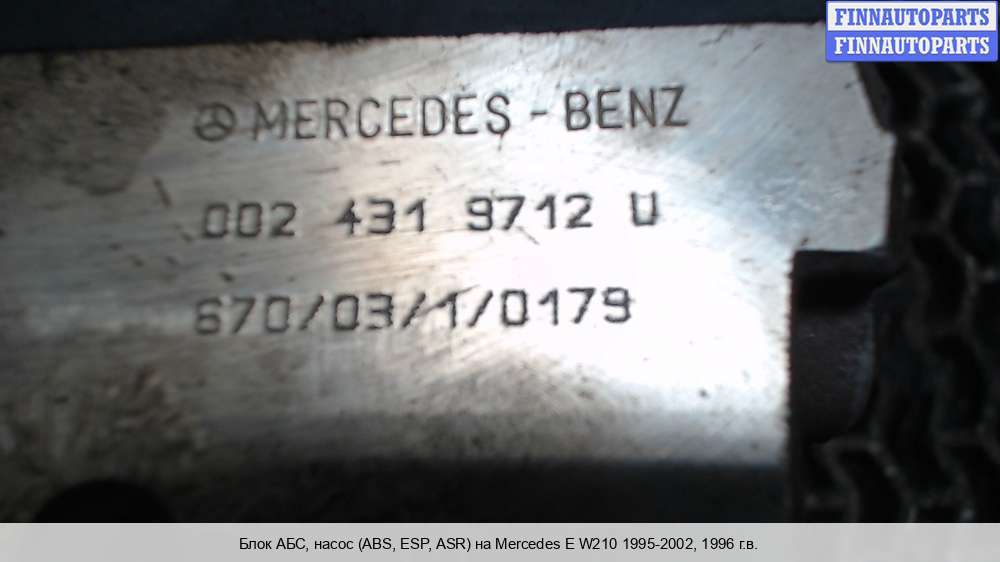 FINNAUTOPARTS
FINNAUTOPARTS
MERCEDES - BENZ
002 431 9712 U
670/03/1/0179
Блок АБС, насос (ABS, ESP, ASR) на Mercedes E W210 1995-2002, 1996 г.в.